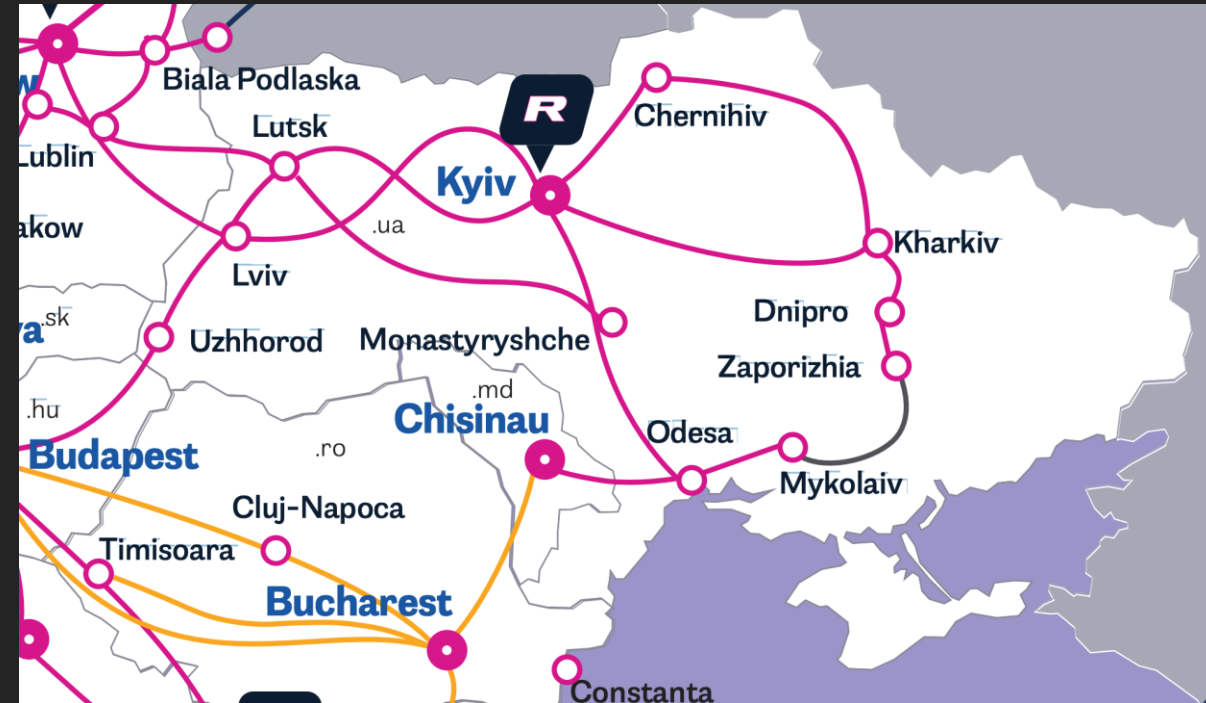 Biala Podlaska
w
R
Chernihiv
Lutsk
Lublin
Kyiv
.ua
akow
Kharkiv
Lviv
Dnipro
.sk
va
Uzhhorod
Monastyryshche
Zaporizhia
.md
.hu
Chisinau
Odesa
.ro
Budapest
Mykolaiv
Cluj-Napoca
Timisoara
Bucharest
Constanta